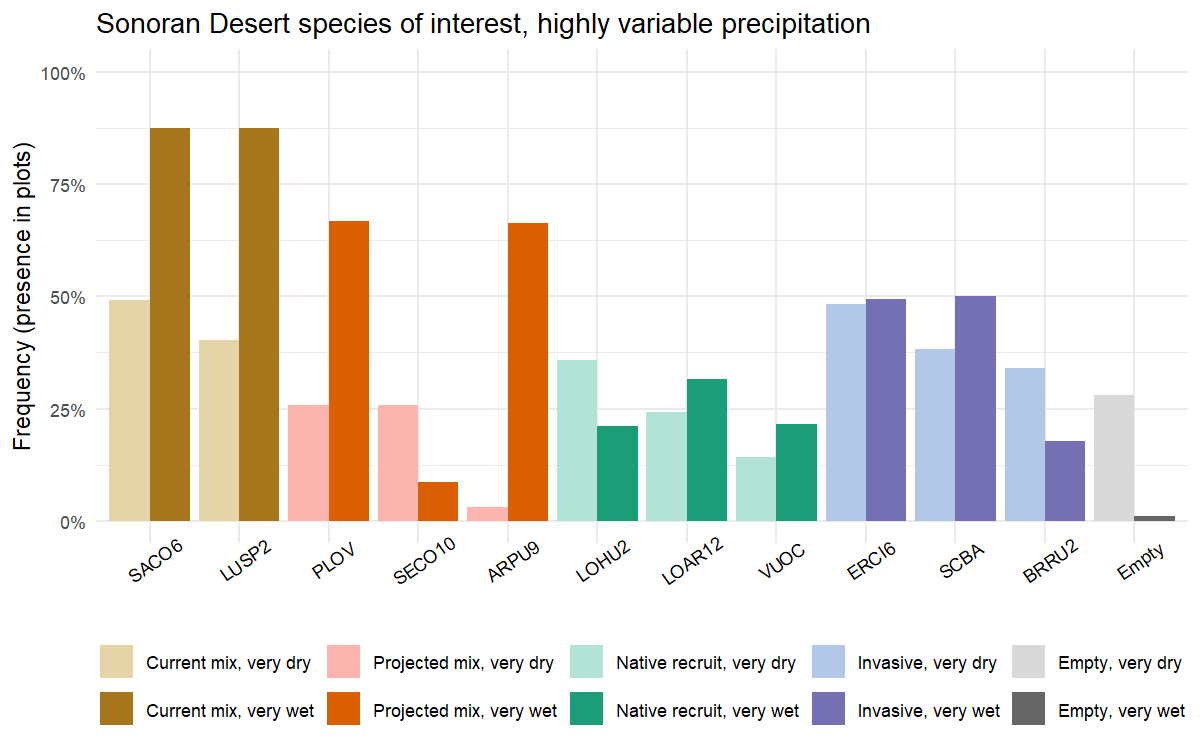 Sonoran Desert species of interest, highly variable precipitation
Frequency (presence in plots)
100%
75%
50%
25%
0%
SACO6
LUSP2
PLOV
SECO10
ARPU9
LOHU2
LOAR12
VUOC
ERCI6
SCBA
BRRU2
Empty
Current mix, very dry
Projected mix, very dry
Native recruit, very dry
Invasive, very dry
Empty, very dry
Current mix, very wet
Projected mix, very wet
Native recruit, very wet
Invasive, very wet
Empty, very wet